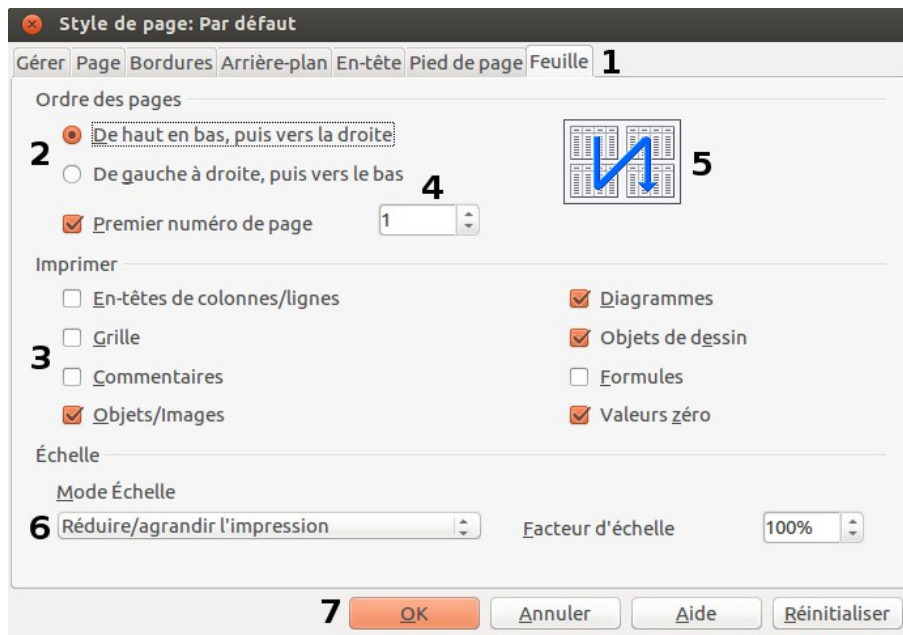 Style de page: Par défaut
Gérer Page Bordures Arrière-plan En-tête Pied de page Feuille 1
Ordre des pages
2 De haut en bas, puis vers la droite
5
De gauche à droite, puis vers le bas
4
Premier numéro de page 1
Imprimer
En-têtes de colonnes/lignes Diagrammes
Grille Objets de dessin
3
Commentaires Formules
Objets/Images Valeurs zéro
Échelle
Mode Échelle
6 Réduire/agrandir l'impression Facteur d'échelle 100%
7 OK Annuler Aide Réinitialiser